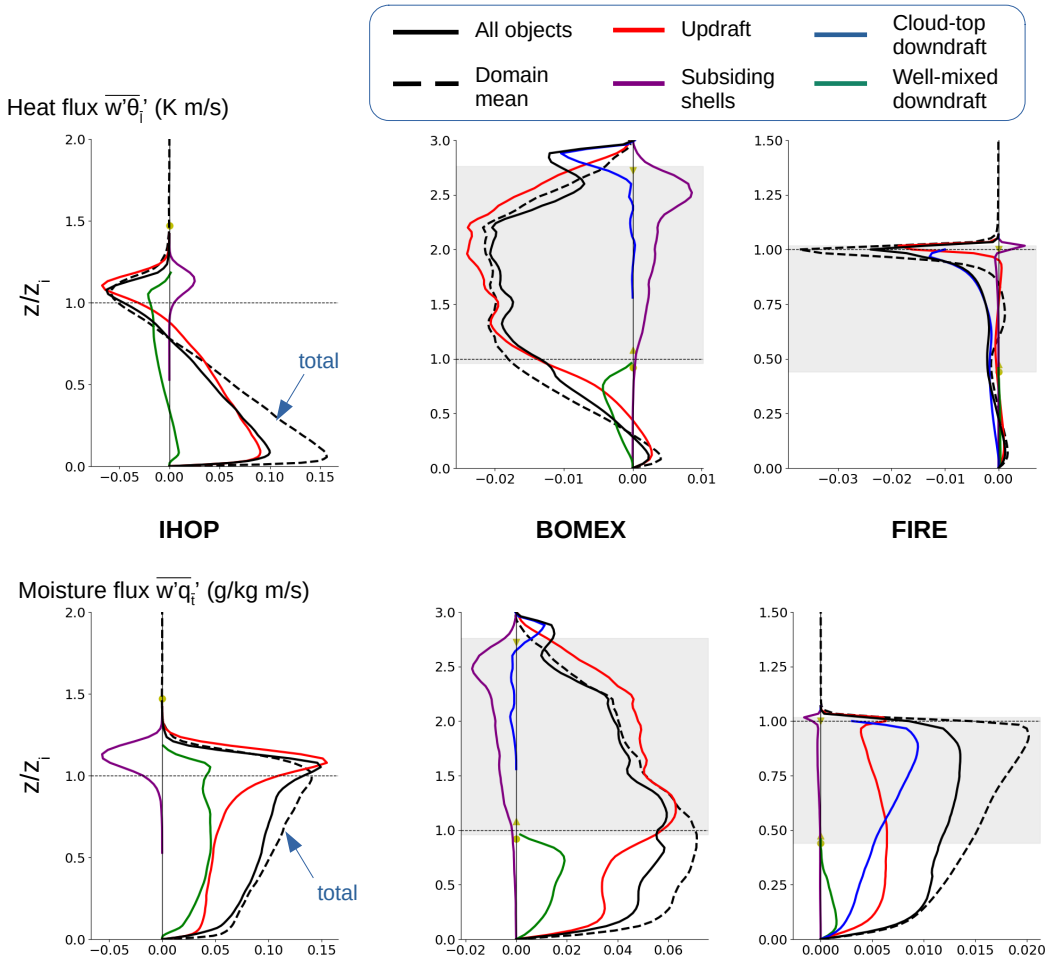 All objects
Updraft
Cloud-top
downdraft
Domain
mean
Subsiding
shells
Well-mixed
downdraft
Heat flux w'θī' (K m/s)
2.0
1.5
1.0
0.5
0.0
z/zi
total
−0.05 0.00 0.05 0.10 0.15
3.0
2.5
2.0
1.5
1.0
0.5
0.0
−0.02 −0.01 0.00 0.01
1.50
1.25
1.00
0.75
0.50
0.25
0.00
−0.03 −0.02 −0.01 0.00
IHOP BOMEX FIRE
Moisture flux w'qt̄' (g/kg m/s)
2.0
1.5
1.0
0.5
0.0
z/zi
total
−0.05 0.00 0.05 0.10 0.15
3.0
2.5
2.0
1.5
1.0
0.5
0.0
0.00 0.02 0.04 0.06
1.50
1.25
1.00
0.75
0.50
0.25
0.00
0.000 0.005 0.010 0.015 0.020